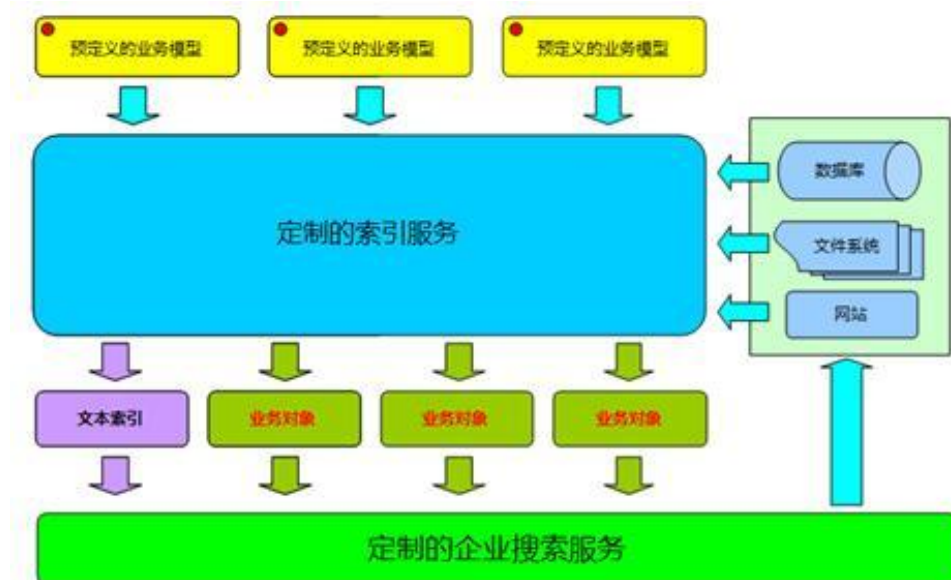 预定义的业务模型
预定义的业务模型
预定义的业务模型
数据库
定制的索引服务
文件系统
网站
文本索引
业务对象
业务对象
业务对象
定制的企业搜索服务